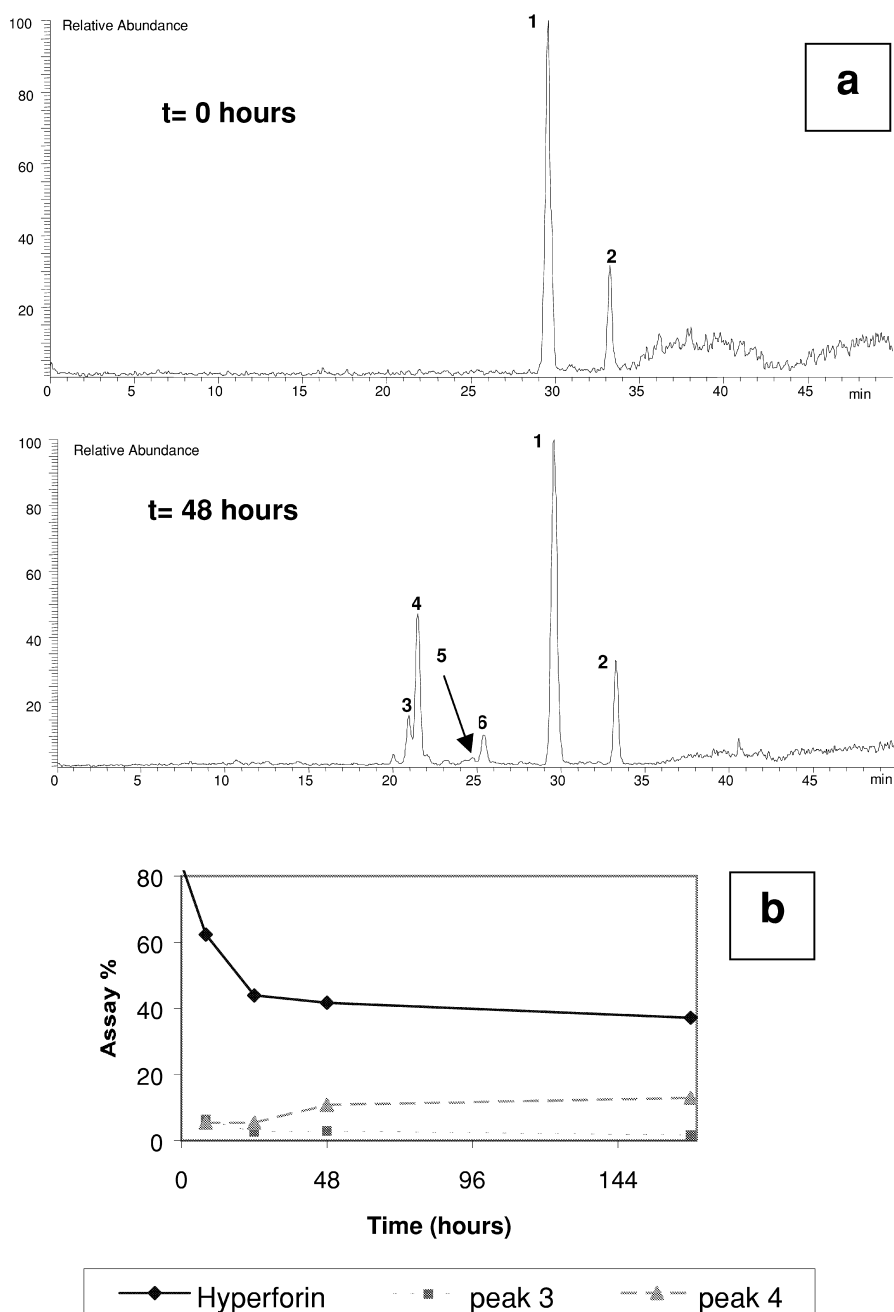 100
Relative Abundance
1
a
t= 0 hours
80
60
40
2
20
0 5 10 15 20 25 30 35 40 45 min
100
Relative Abundance
1
t= 48 hours
80
60
4
5
40
2
3
6
20
0 5 10 15 20 25 30 35 40 45 min
80
b
60
Assay %
40
20
0
0 48 96 144
Time (hours)
Hyperforin peak 3 peak 4